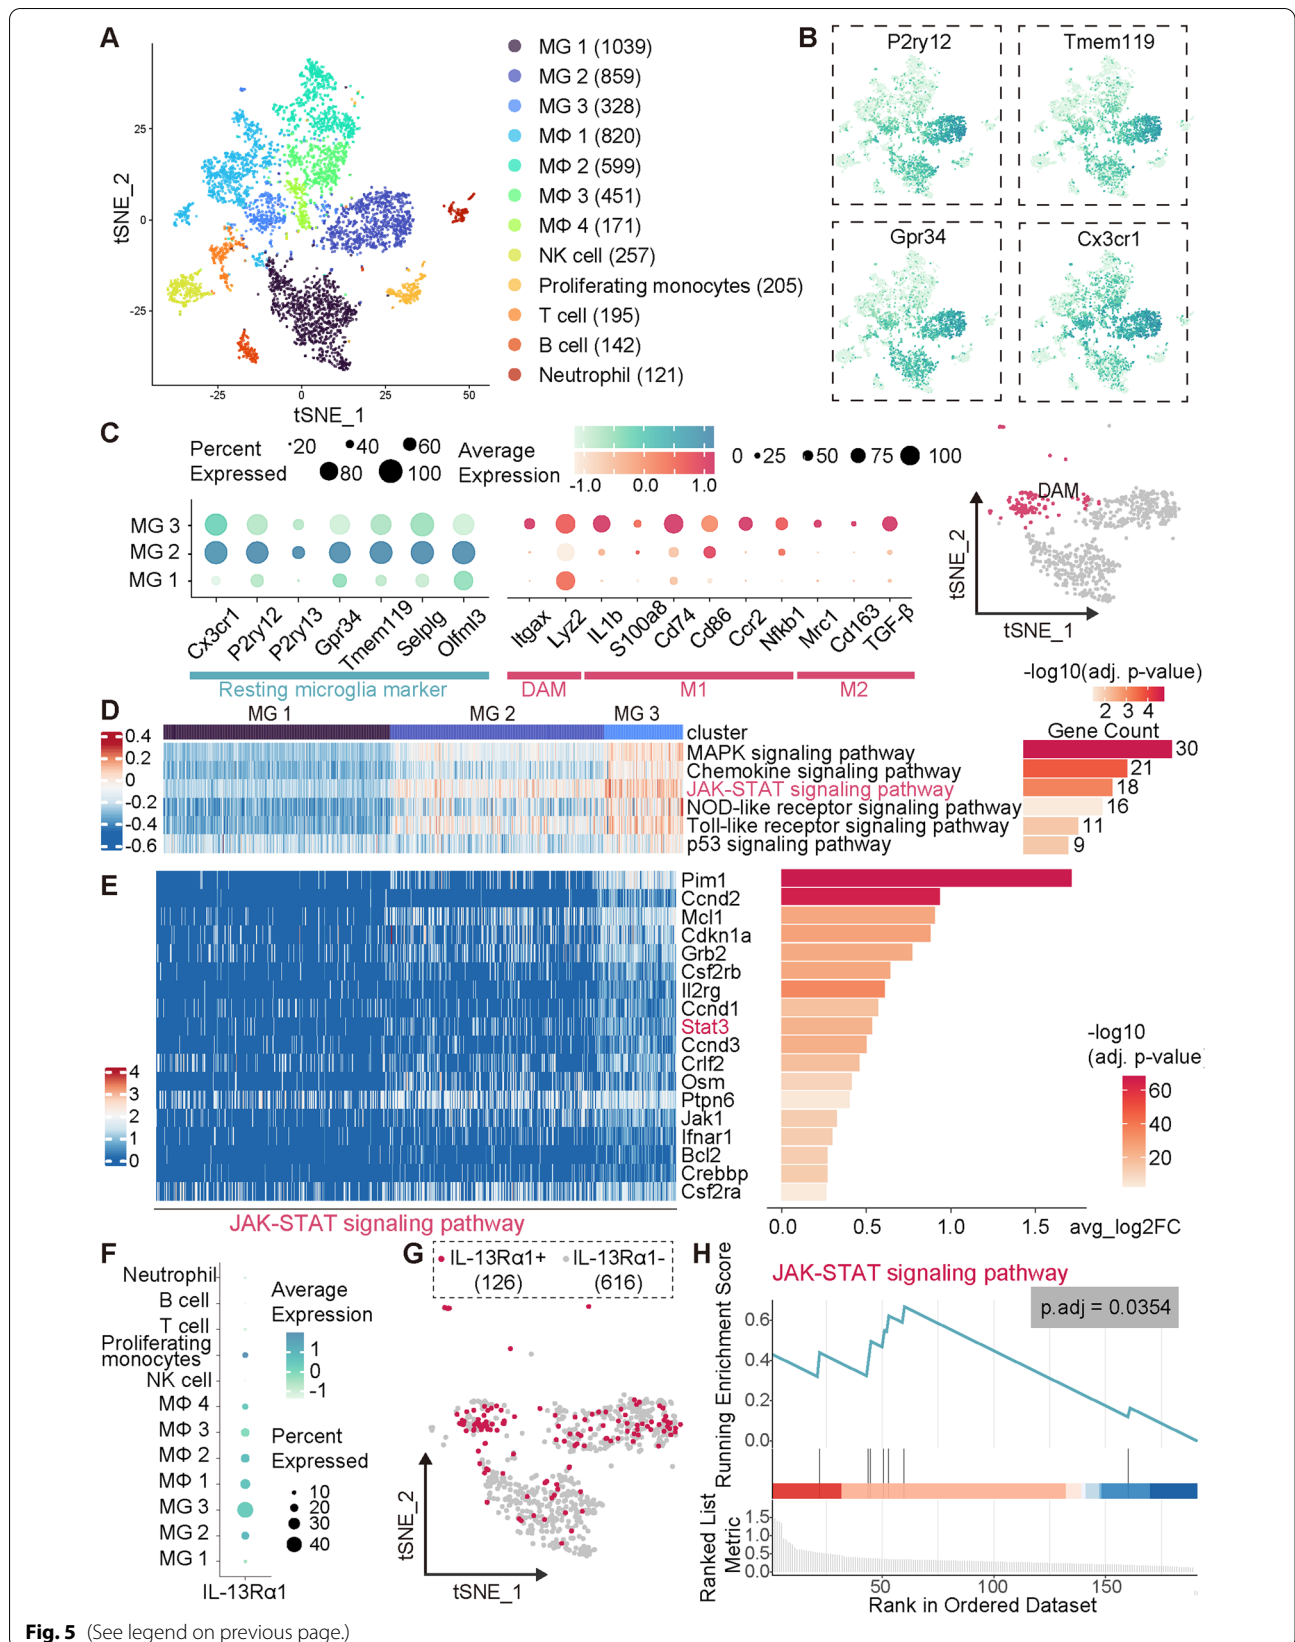 A
25
0
-25
tSNE_2
-25
0
25
50
tSNE_1
MG 1 (1039)
MG 2 (859)
MG 3 (328)
MΦ 1 (820)
MΦ 2 (599)
MΦ 3 (451)
MΦ 4 (171)
NK cell (257)
Proliferating monocytes (205)
T cell (195)
B cell (142)
Neutrophil (121)
B
P2ry12
Tmem119
Gpr34
Cx3cr1
C
Percent
Expressed
20
40
60
80
100
Average
Expression
-1.0
0.0
1.0
0
25
50
75
100
MG 3
MG 2
MG 1
Cx3cr1
P2ry12
P2ry13
Gpr34
Tmem119
Selplg
Olfml3
Resting microglia marker
Itgax
Lyz2
IL1b
S100a8
Cd74
Cd86
Ccr2
Nfkb1
Mrc1
Cd163
TGF-β
DAM
M1
M2
DAM
tSNE_2
tSNE_1
D
MG 1
MG 2
MG 3
0.4
0.2
0
-0.2
-0.4
-0.6
cluster
MAPK signaling pathway
Chemokine signaling pathway
JAK-STAT signaling pathway
NOD-like receptor signaling pathway
Toll-like receptor signaling pathway
p53 signaling pathway
-log10(adj. p-value)
2
3
4
Gene Count
30
21
18
16
11
9
E
4
3
2
1
0
Pim1
Ccnd2
Mcl1
Cdkn1a
Grb2
Csf2rb
Il2rg
Ccnd1
Stat3
Ccnd3
Crlf2
Osm
Ptpn6
Jak1
Ifnar1
Bcl2
Crebbp
Csf2ra
JAK-STAT signaling pathway
0.0
0.5
1.0
1.5
avg_log2FC
-log10
(adj. p-value)
60
40
20
F
Neutrophil
B cell
T cell
Proliferating
monocytes
NK cell
MΦ 4
MΦ 3
MΦ 2
MΦ 1
MG 3
MG 2
MG 1
IL-13Rα1
Average
Expression
1
0
-1
Percent
Expressed
10
20
30
40
G
IL-13Rα1+
(126)
IL-13Rα1-
(616)
tSNE_2
tSNE_1
H
JAK-STAT signaling pathway
p.adj = 0.0354
Running Enrichment Score
0.6
0.4
0.2
0.0
Ranked List
Metric
1.5
1.0
0.5
0.0
50
100
150
Rank in Ordered Dataset
Fig. 5 (See legend on previous page.)